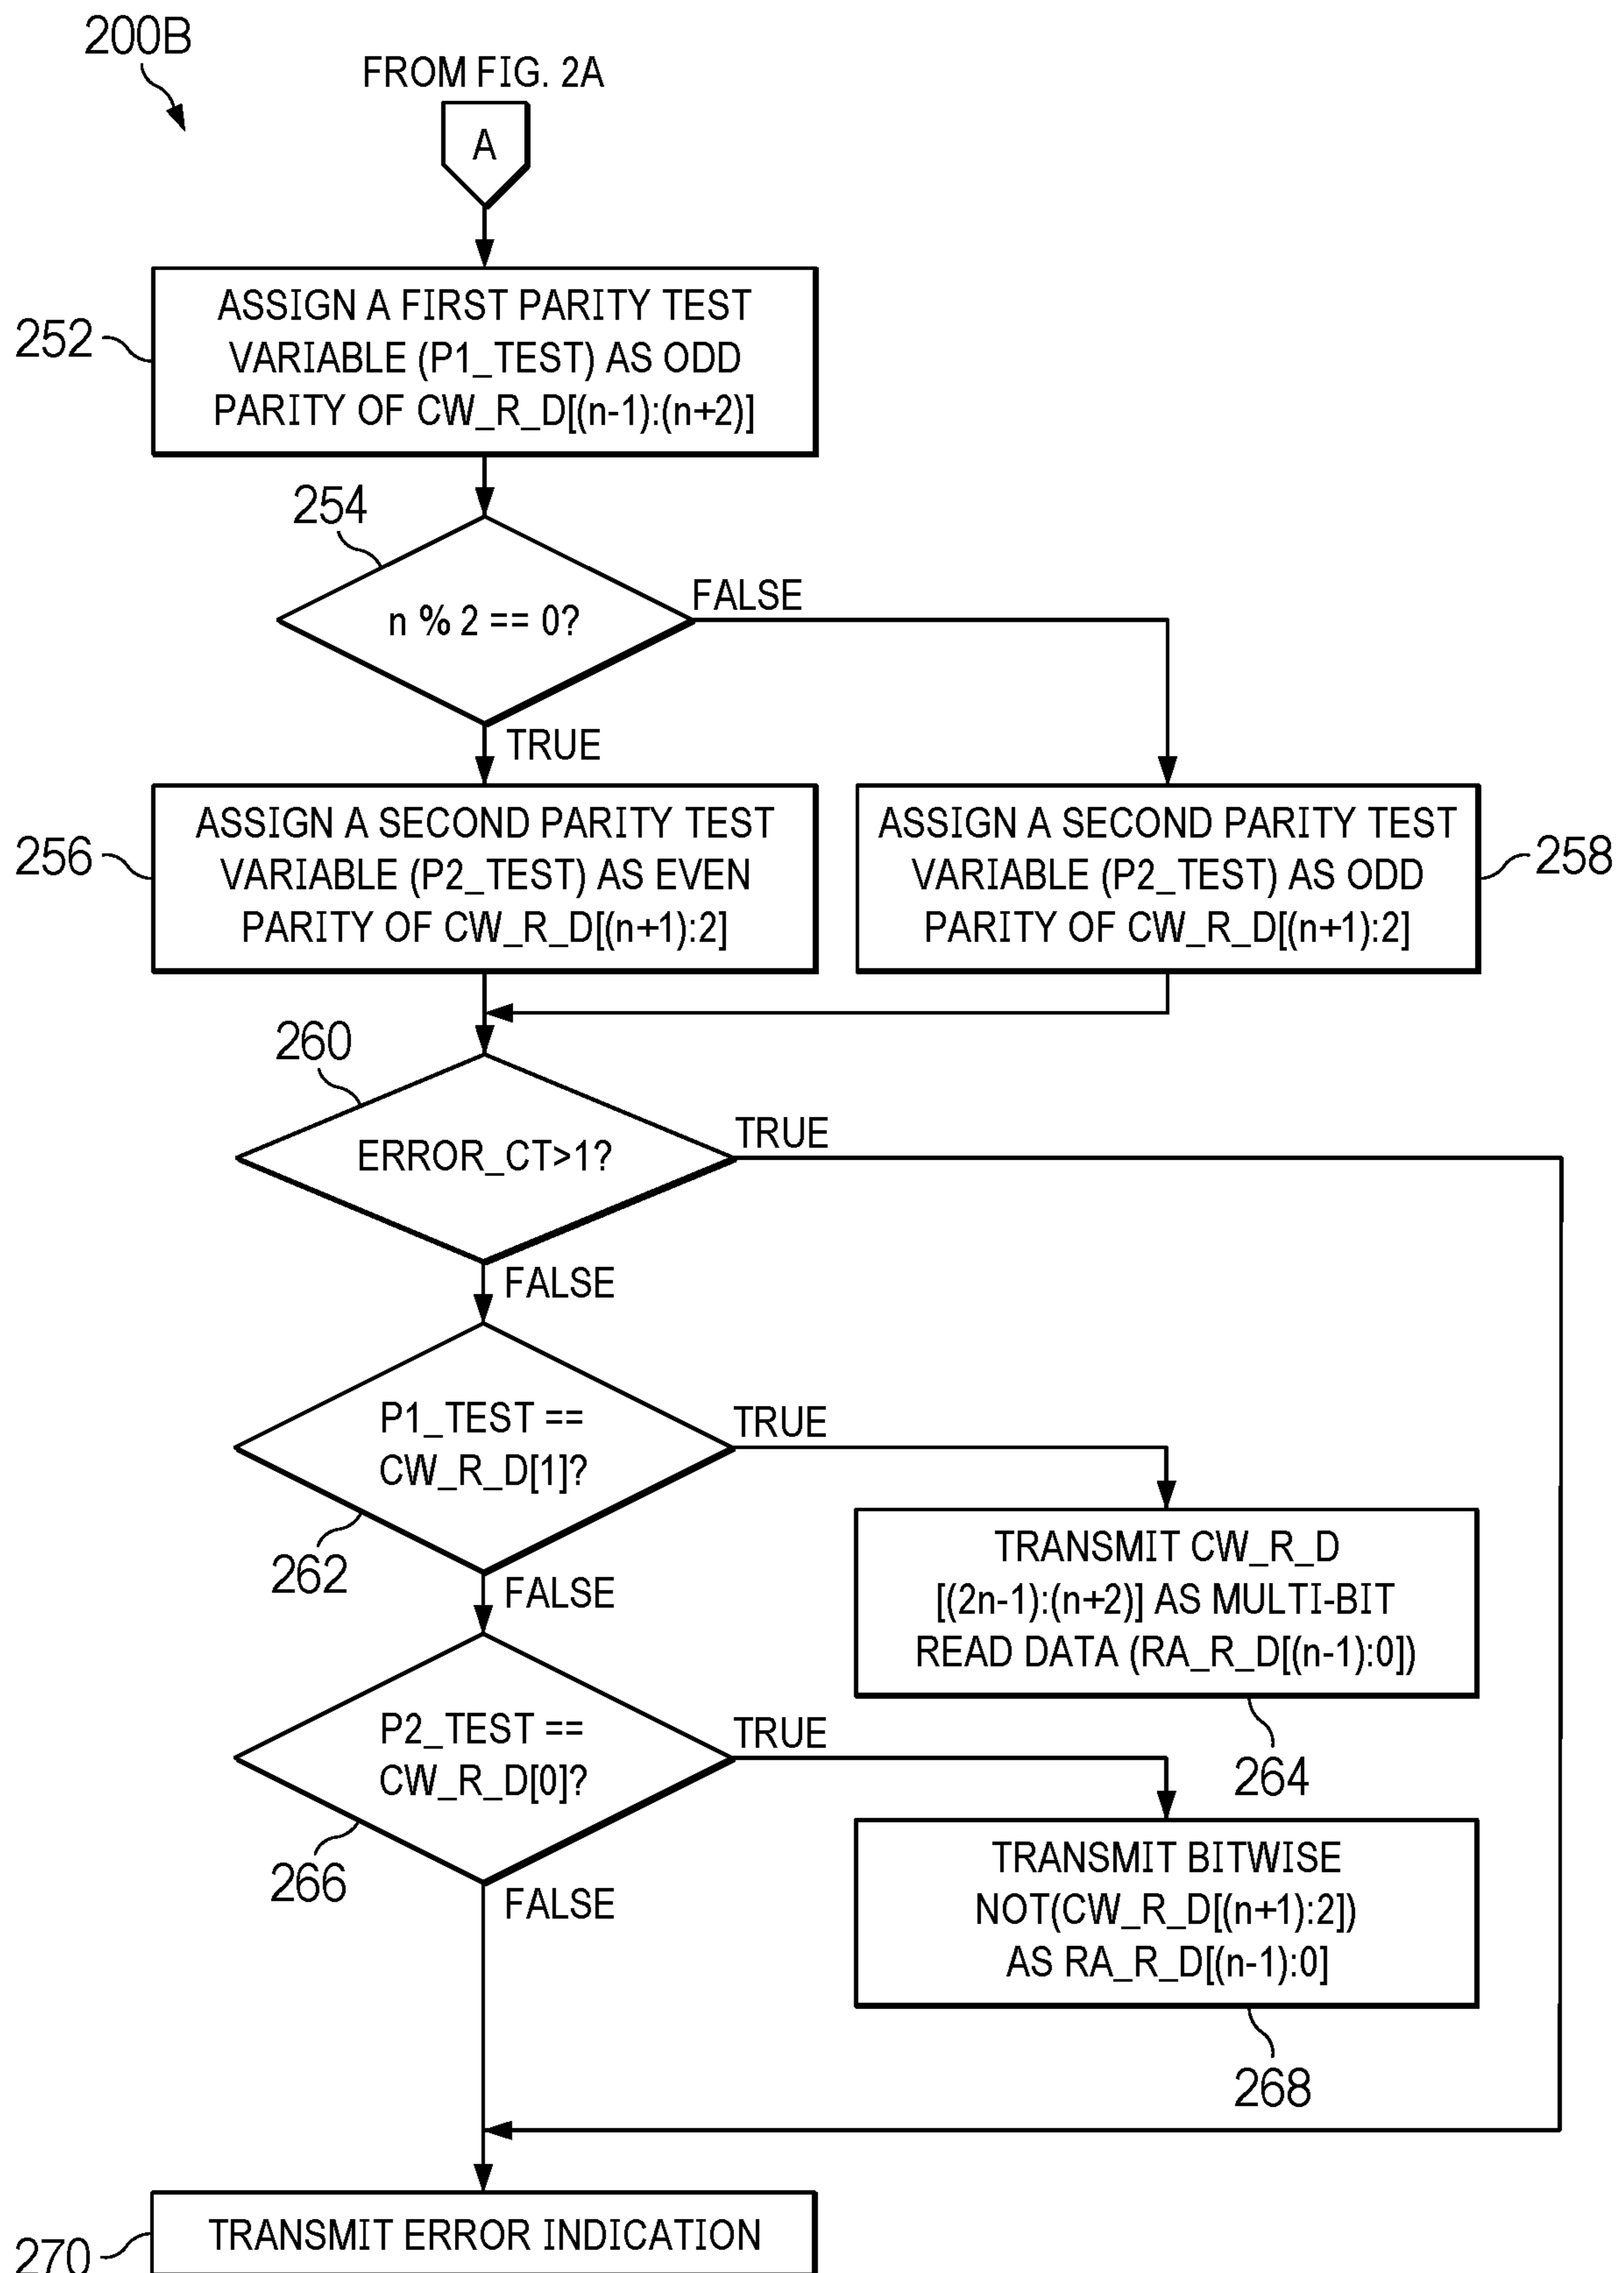 200B
FROM FIG. 2A
A
252
ASSIGN A FIRST PARITY TEST
VARIABLE (P1_TEST) AS ODD
PARITY OF CW_R_D[(n-1):(n+2)]
254
n % 2 == 0?
FALSE
TRUE
256
ASSIGN A SECOND PARITY TEST
VARIABLE (P2_TEST) AS EVEN
PARITY OF CW_R_D[(n+1):2]
ASSIGN A SECOND PARITY TEST
VARIABLE (P2_TEST) AS ODD
PARITY OF CW_R_D[(n+1):2]
258
260
ERROR_CT>1?
TRUE
FALSE
P1_TEST ==
CW_R_D[1]?
TRUE
262
FALSE
TRANSMIT CW_R_D
[(2n-1):(n+2)] AS MULTI-BIT
READ DATA (RA_R_D[(n-1):0])
264
P2_TEST ==
CW_R_D[0]?
TRUE
266
FALSE
TRANSMIT BITWISE
NOT(CW_R_D[(n+1):2])
AS RA_R_D[(n-1):0]
268
270
TRANSMIT ERROR INDICATION